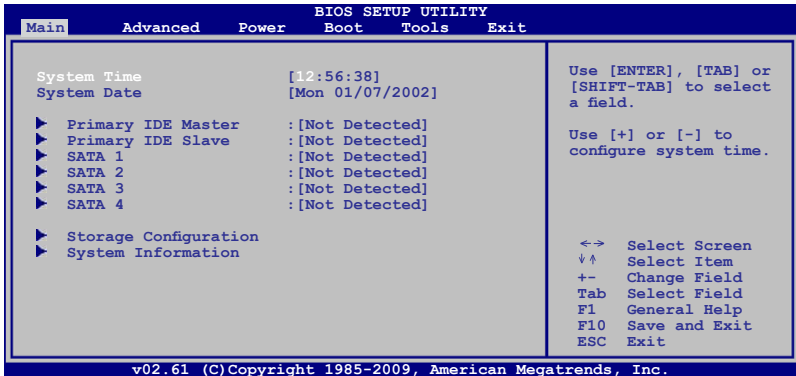 BIOS SETUP UTILITY
Main Advanced Power Boot Tools Exit
System Time [12:56:38]
System Date [Mon 01/07/2002]
Primary IDE Master :[Not Detected]
Primary IDE Slave :[Not Detected]
SATA 1 :[Not Detected]
SATA 2 :[Not Detected]
SATA 3 :[Not Detected]
SATA 4 :[Not Detected]
Storage Configuration
System Information
Use [ENTER], [TAB] or
[SHIFT-TAB] to select
a field.
Use [+] or [-] to
configure system time.
←→ Select Screen
↓↑ Select Item
+- Change Field
Tab Select Field
F1 General Help
F10 Save and Exit
ESC Exit
v02.61 (C)Copyright 1985-2009, American Megatrends, Inc.